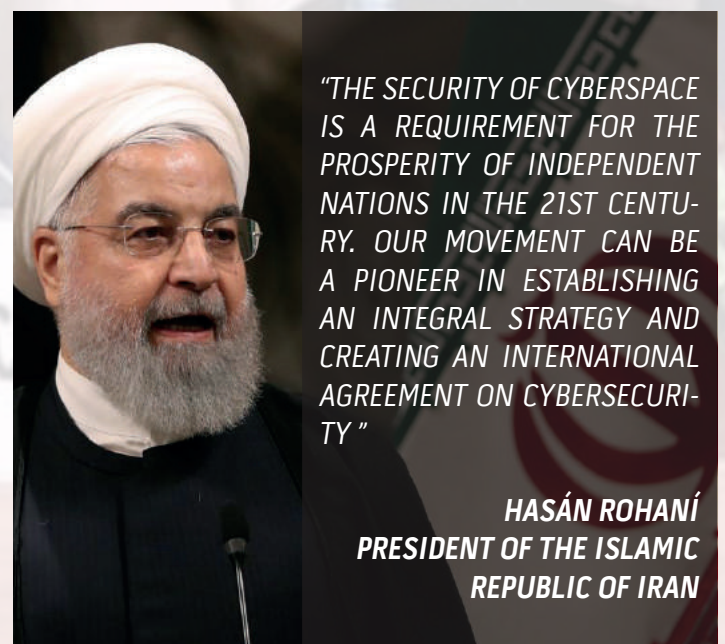 “THE SECURITY OF CYBERSPACE
IS A REQUIREMENT FOR THE
PROSPERITY OF INDEPENDENT
NATIONS IN THE 21ST CENTU-
RY. OUR MOVEMENT CAN BE
A PIONEER IN ESTABLISHING
AN INTEGRAL STRATEGY AND
CREATING AN INTERNATIONAL
AGREEMENT ON CYBERSECURI-
TY ”
HASÁN ROHANÍ
PRESIDENT OF THE ISLAMIC
REPUBLIC OF IRAN